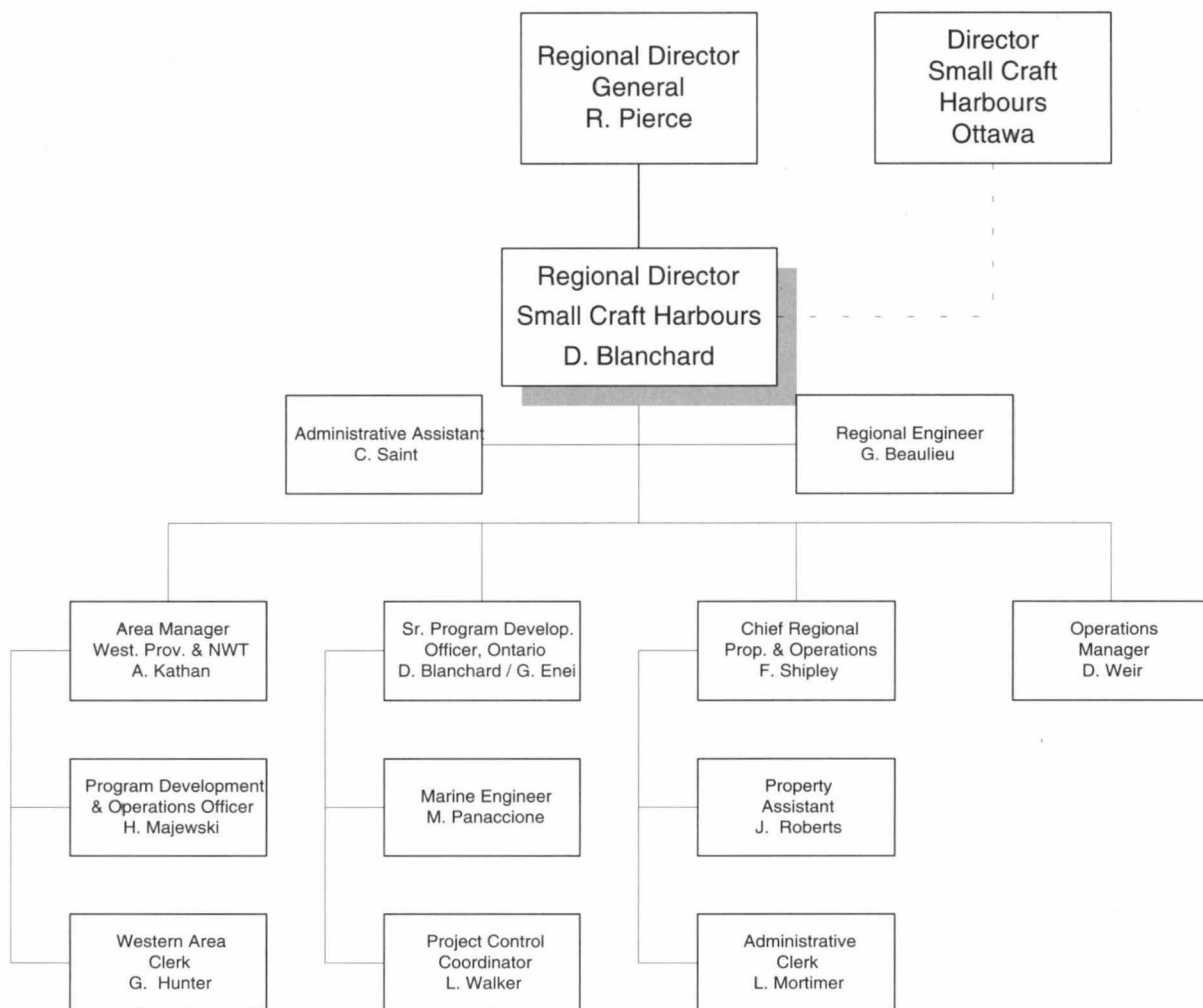 Regional Director
General
R. Pierce
Director
Small Craft
Harbours
Ottawa
Regional Director
Small Craft Harbours
D. Blanchard
Administrative Assistant
C. Saint
Regional Engineer
G. Beaulieu
Area Manager
West. Prov. & NWT
A. Kathan
Sr. Program Develop.
Officer, Ontario
D. Blanchard / G. Enei
Chief Regional
Prop. & Operations
F. Shipley
Operations
Manager
D. Weir
Program Development
& Operations Officer
H. Majewski
Marine Engineer
M. Panaccione
Property
Assistant
J. Roberts
Western Area
Clerk
G. Hunter
Project Control
Coordinator
L. Walker
Administrative
Clerk
L. Mortimer